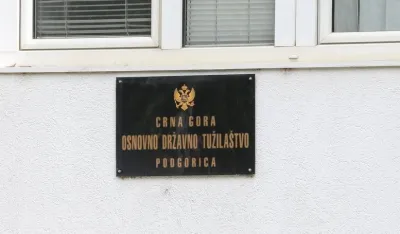 CRNA GORA
OSNOVNO DRŽAVNO TUŽILAŠTVO
PODGORICA